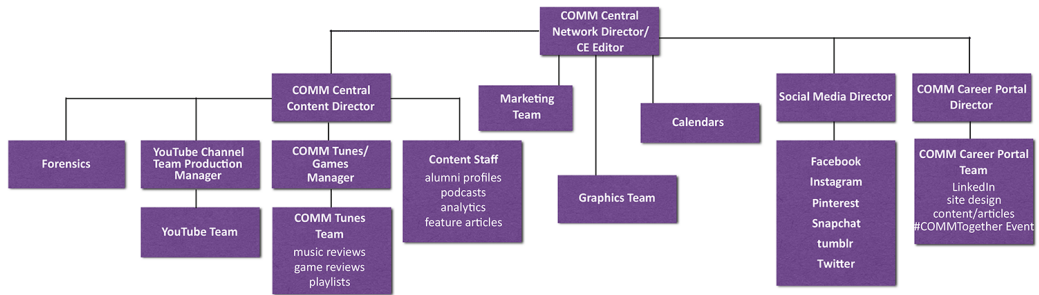 COMM Central
Network Director/
CE Editor
COMM Central
Content Director
Marketing
Team
Calendars
Social Media Director
COMM Career Portal
Director
Forensics
YouTube Channel
Team Production
Manager
COMM Tunes/
Games
Manager
Content Staff
alumni profiles
podcasts
analytics
feature articles
Graphics Team
Facebook
Instagram
Pinterest
Snapchat
tumblr
Twitter
COMM Career Portal
Team
LinkedIn
site design
content/articles
#COMMTogether Event
YouTube Team
COMM Tunes
Team
music reviews
game reviews
playlists